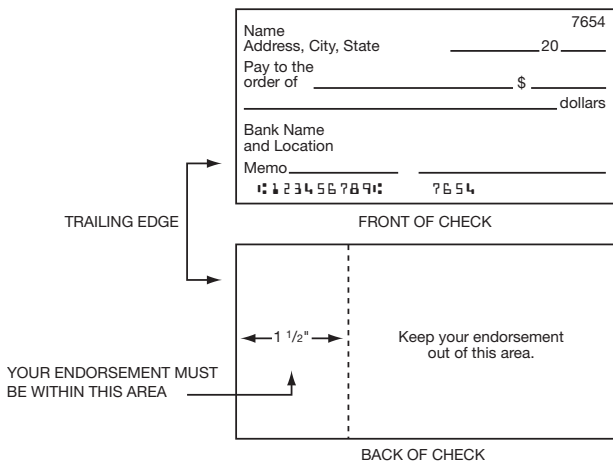 7654
Name
Address, City, State 20
Pay to the
order of $
dollars
Bank Name
and Location
Memo
⑆123456789⑆ 7654
TRAILING EDGE
FRONT OF CHECK
1 1/2"
Keep your endorsement
out of this area.
YOUR ENDORSEMENT MUST
BE WITHIN THIS AREA
BACK OF CHECK